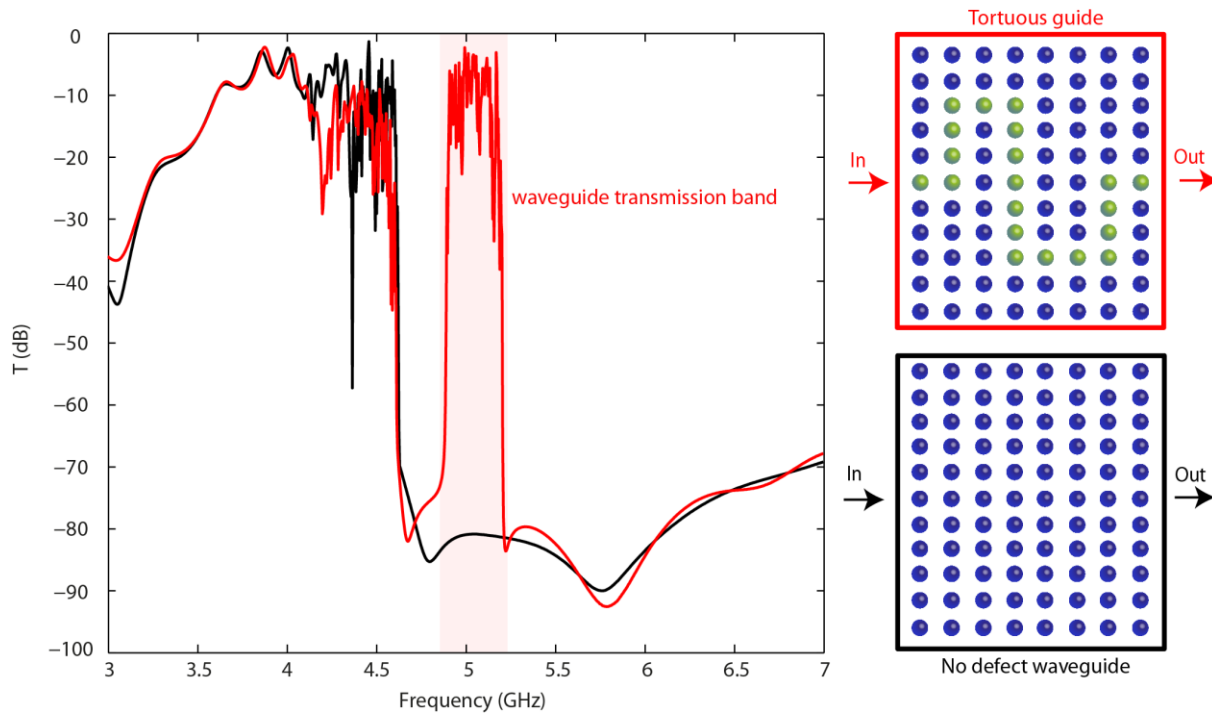 Tortuous guide
0
−10
−20
−30
−40
−50
−60
−70
−80
−90
−100
T (dB)
3
3.5
4
4.5
5
5.5
6
6.5
7
Frequency (GHz)
waveguide transmission band
In
Out
In
Out
No defect waveguide